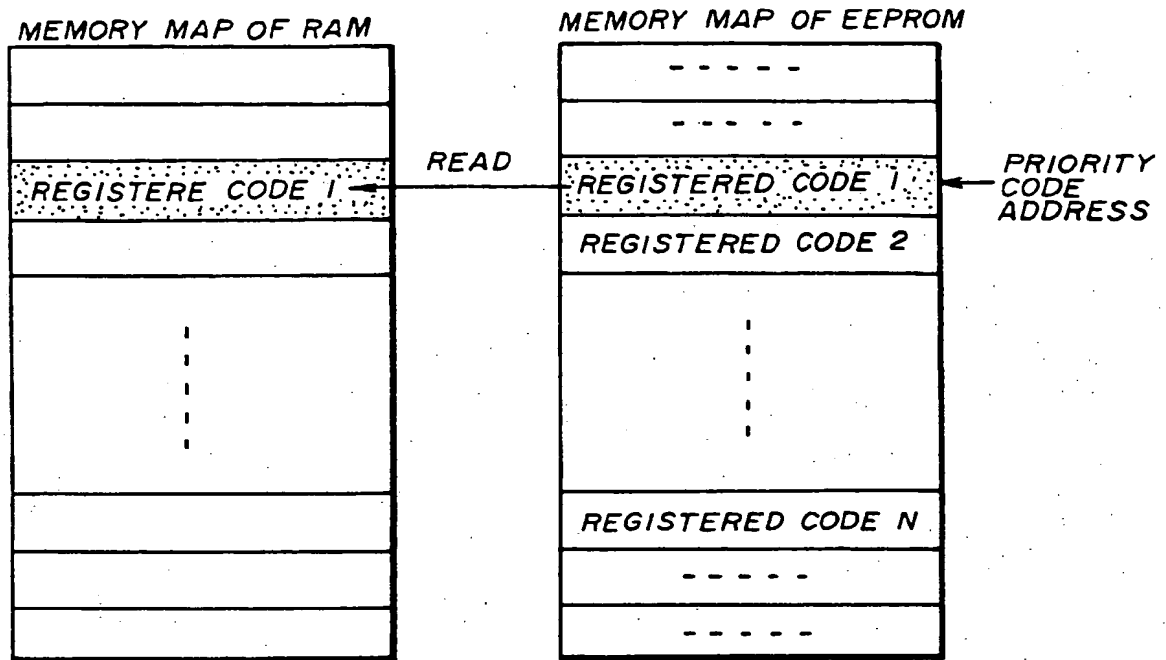 MEMORY MAP OF RAM
MEMORY MAP OF EEPROM
REGISTERE CODE 1
READ
REGISTERED CODE 1
PRIORITY
CODE
ADDRESS
REGISTERED CODE 2
REGISTERED CODE N